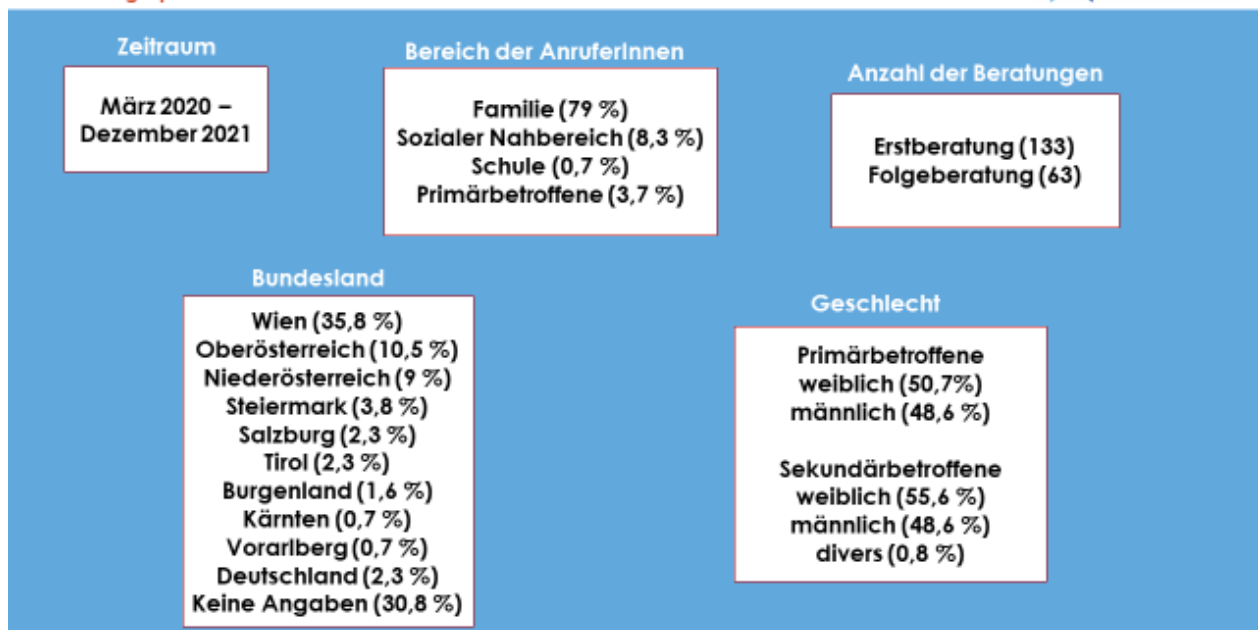 Zeitraum
März 2020 –
Dezember 2021
Bereich der AnruferInnen
Familie (79 %)
Sozialer Nahbereich (8,3 %)
Schule (0,7 %)
Primärbetroffene (3,7 %)
Anzahl der Beratungen
Erstberatung (133)
Folgeberatung (63)
Bundesland
Wien (35,8 %)
Oberösterreich (10,5 %)
Niederösterreich (9 %)
Steiermark (3,8 %)
Salzburg (2,3 %)
Tirol (2,3 %)
Burgenland (1,6 %)
Kärnten (0,7 %)
Vorarlberg (0,7 %)
Deutschland (2,3 %)
Keine Angaben (30,8 %)
Geschlecht
Primärbetroffene
weiblich (50,7%)
männlich (48,6 %)
Sekundärbetroffene
weiblich (55,6 %)
männlich (48,6 %)
divers (0,8 %)